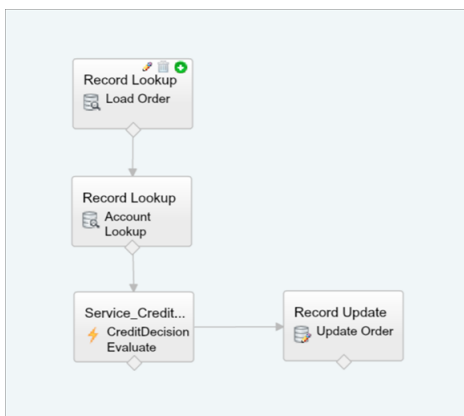 Record Lookup
Load Order
Record Lookup
Account
Lookup
Service_Credit...
CreditDecision
Evaluate
Record Update
Update Order